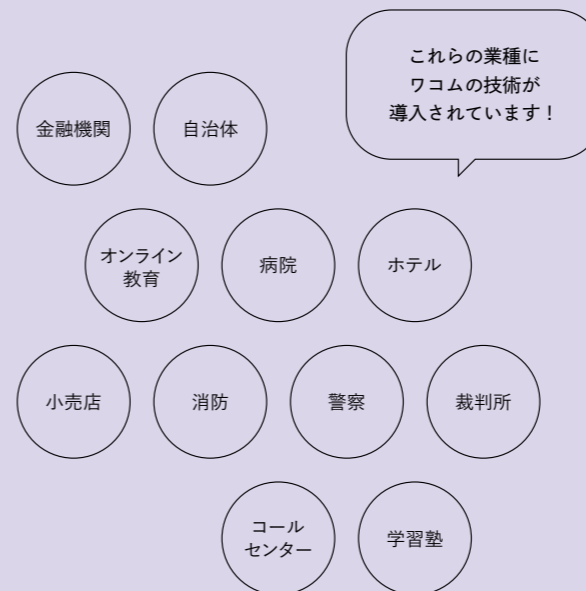 これらの業種に
ワコムの技術が
導入されています！
金融機関
自治体
オンライン
教育
病院
ホテル
小売店
消防
警察
裁判所
コール
センター
学習塾